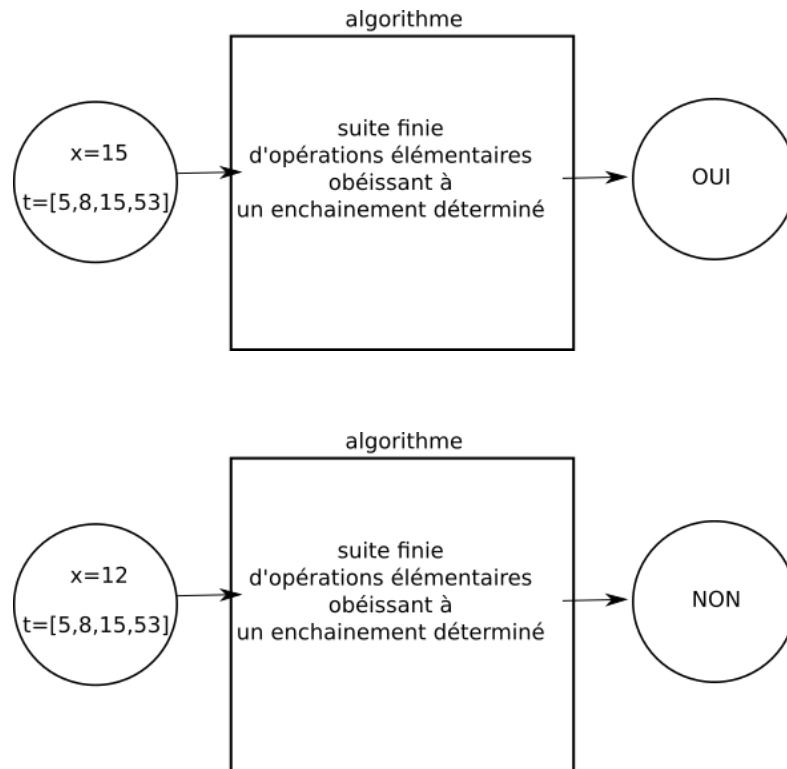 algorithme
x=15
t=[5,8,15,53]
suite finie
d'opérations élémentaires
obéissant à
un enchainement déterminé
OUI
algorithme
x=12
t=[5,8,15,53]
suite finie
d'opérations élémentaires
obéissant à
un enchainement déterminé
NON